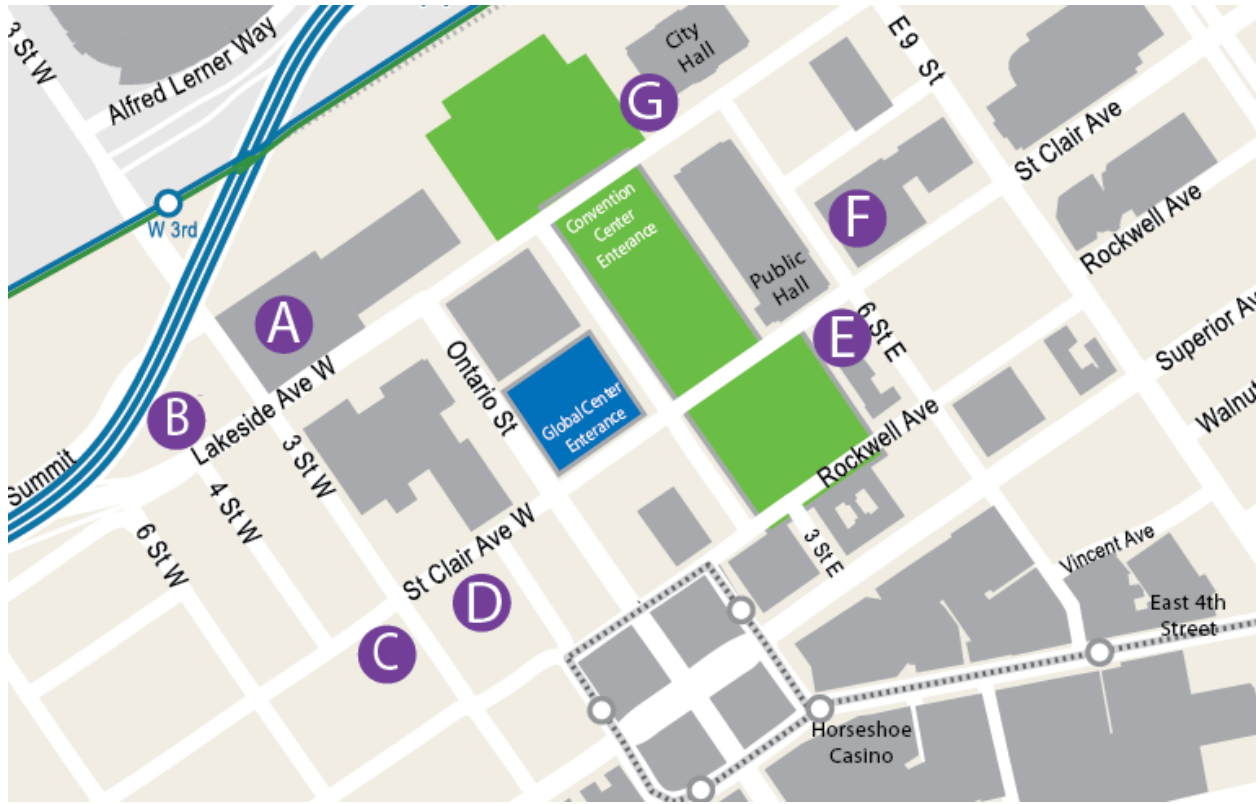 3 St W
Alfred Lerner Way
City
Hall
E 9 St
G
St Clair Ave
W 3rd
Convention
Center
Enterance
F
Rockwell Ave
Public
Hall
A
6 St E
E
Superior Av
Ontario St
Global Center
Enterance
B
Lakeside Ave W
3 St W
Rockwell Ave
Walnut
Summit
4 St W
6 St W
St Clair Ave W
3 St E
Vincent Ave
D
East 4th
Street
C
Horseshoe
Casino